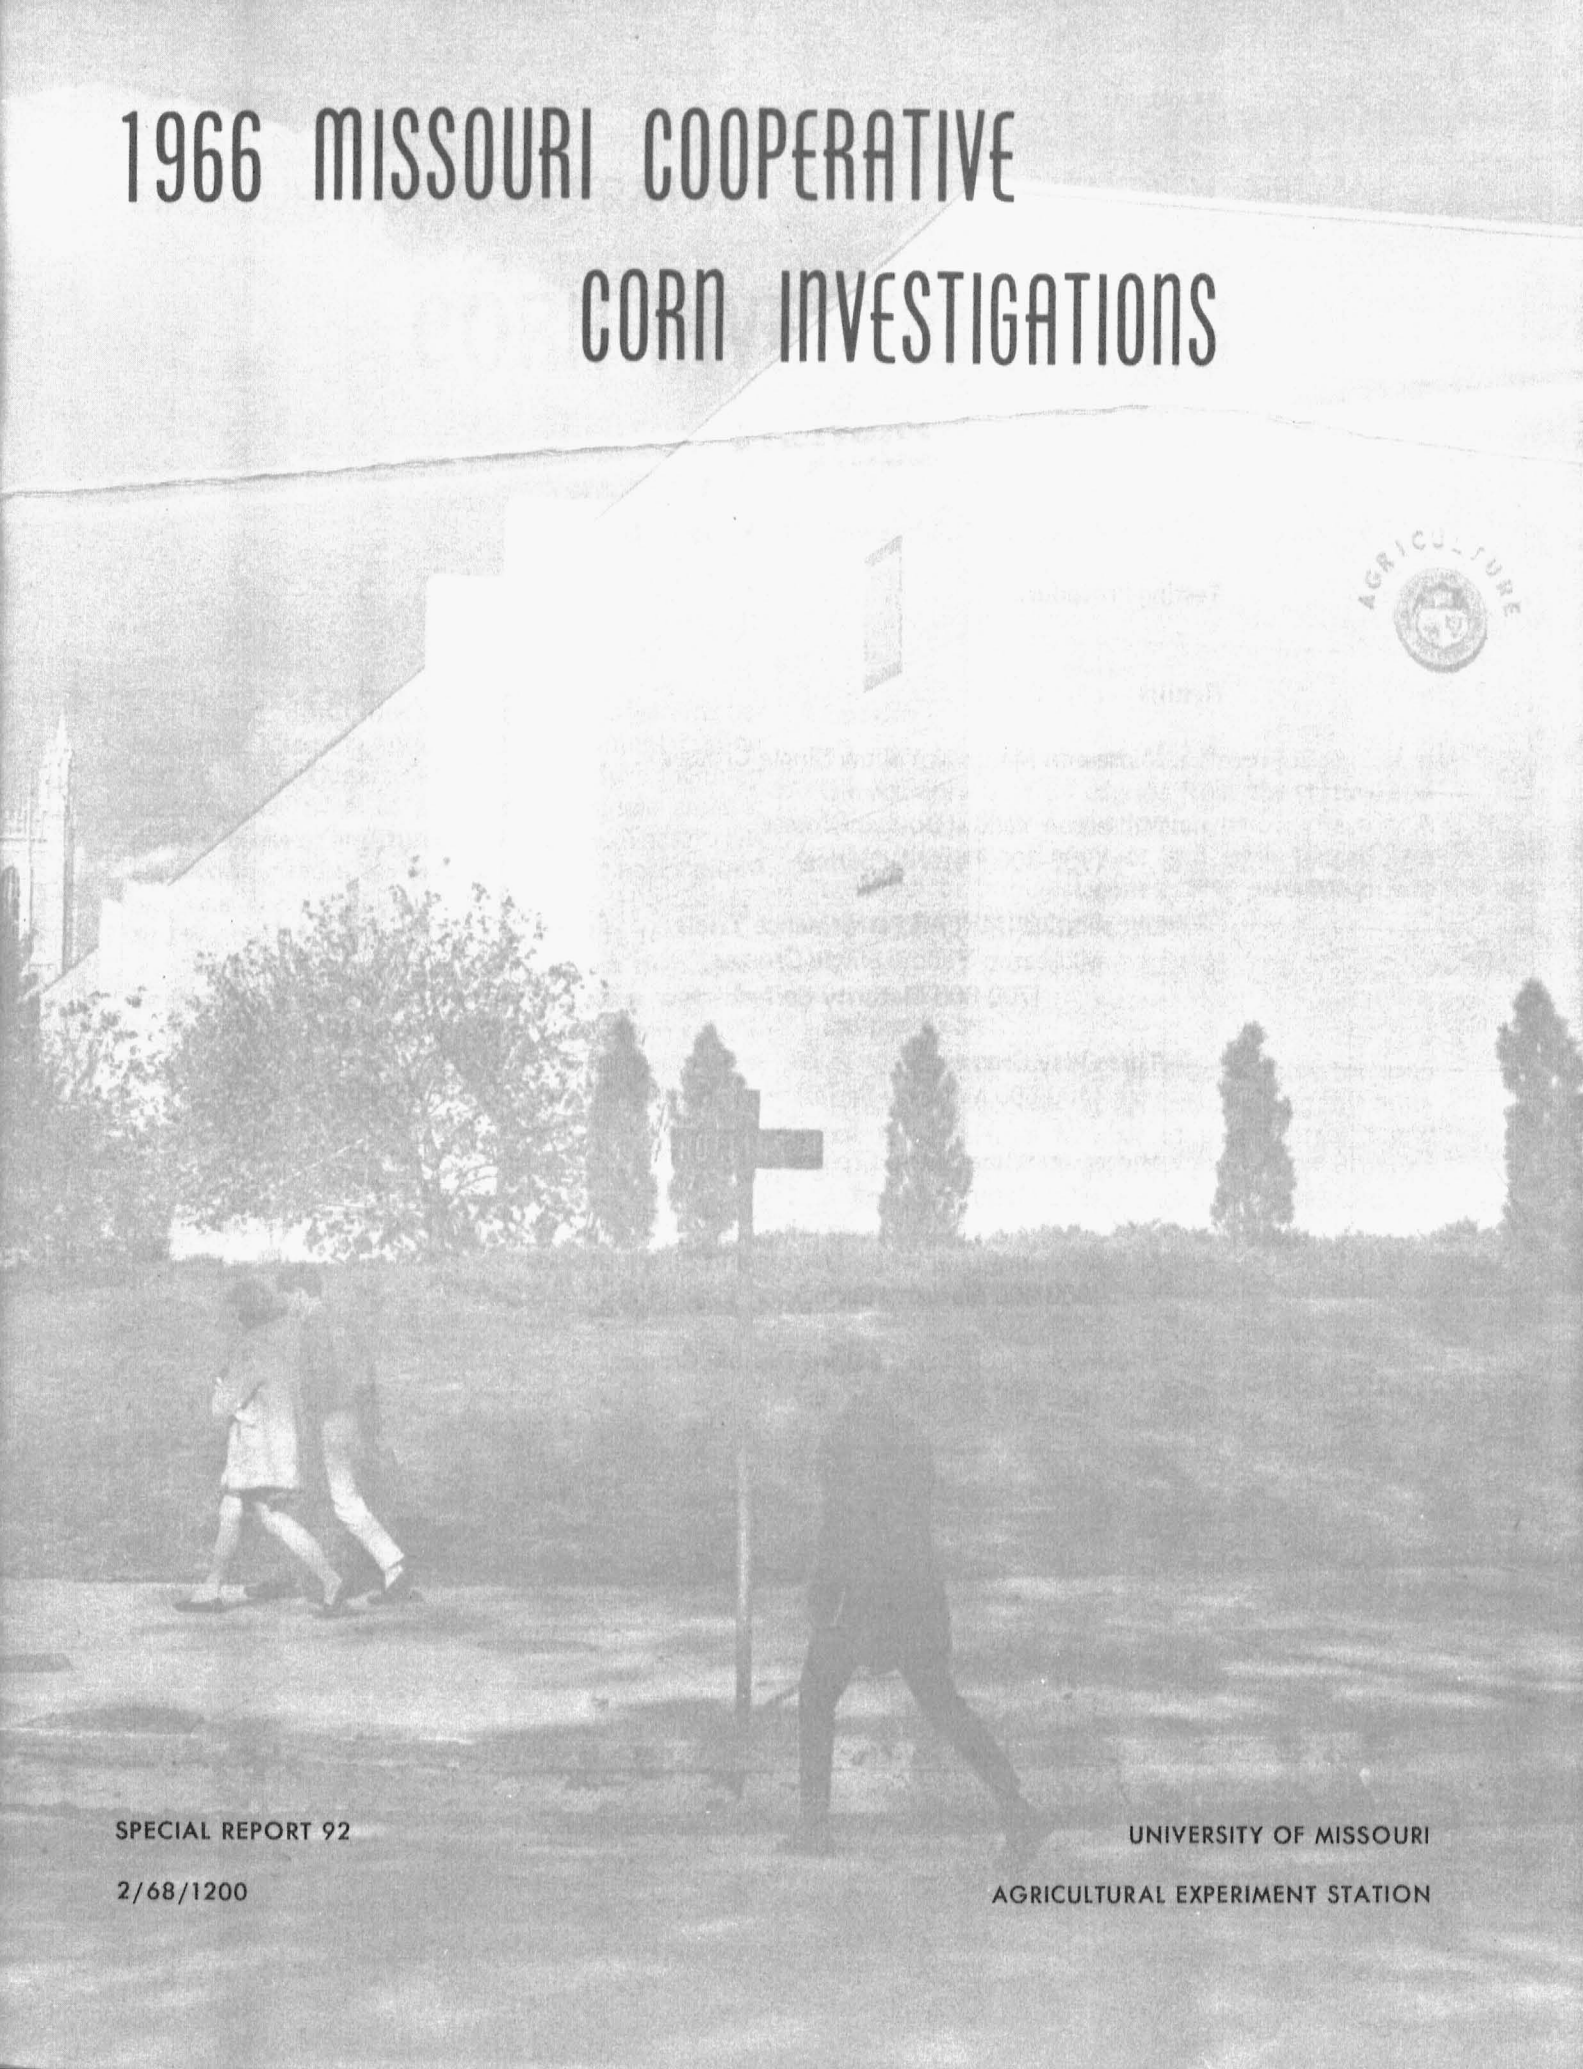 1966 MISSOURI COOPERATIVE
CORN INVESTIGATIONS
AGRICULTURE
SPECIAL REPORT 92
UNIVERSITY OF MISSOURI
2/68/1200
AGRICULTURAL EXPERIMENT STATION